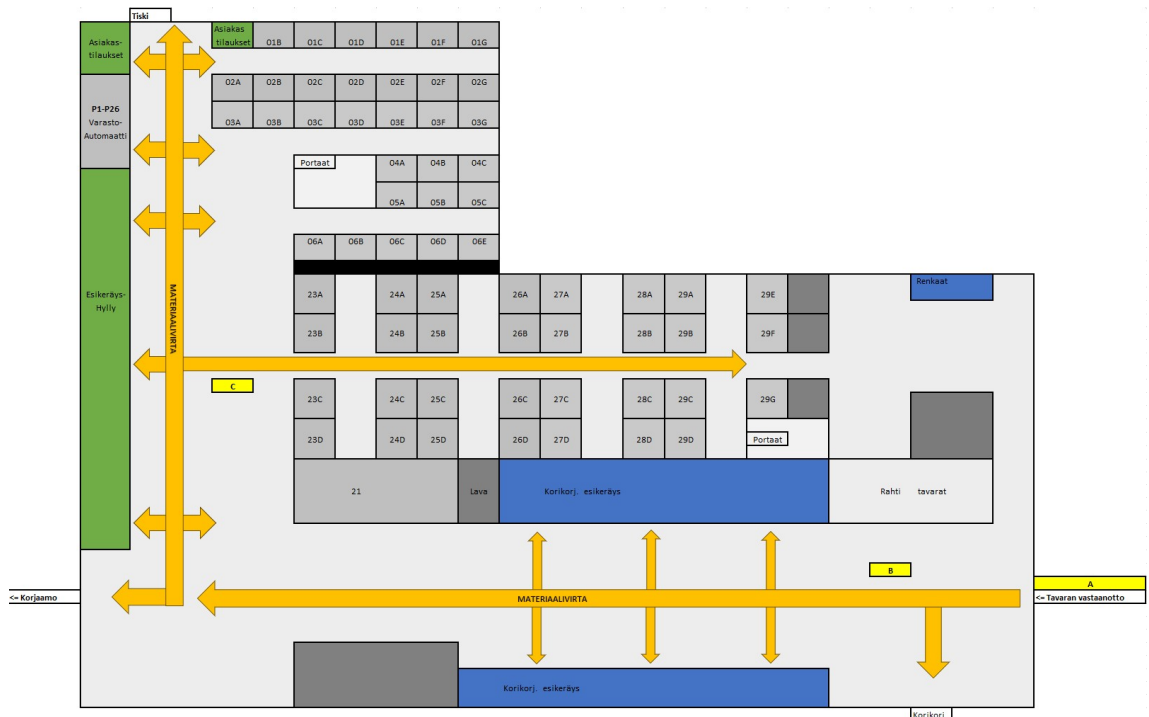 Tiski
Asiakas-
tilaukset
Asiakas
tilaukset
01B 01C 01D 01E 01F 01G
02A 02B 02C 02D 02E 02F 02G
P1-P26
Varasto-
Automaatti
03A 03B 03C 03D 03E 03F 03G
Portaat
04A 04B 04C
05A 05B 05C
06A 06B 06C 06D 06E
Esikeräys-
Hylly
MATERIAALIVIRTA
23A 24A 25A 26A 27A 28A 29A 29E
Renkaat
23B 24B 25B 26B 27B 28B 29B 29F
C
23C 24C 25C 26C 27C 28C 29C 29G
23D 24D 25D 26D 27D 28D 29D
Portaat
21
Lava
Korikorj. esikeräys
Rahti tavarat
B
A
<= Korjaamo
MATERIAALIVIRTA
<= Tavaran vastaanotto
Korikorj. esikeräys
Korikorj